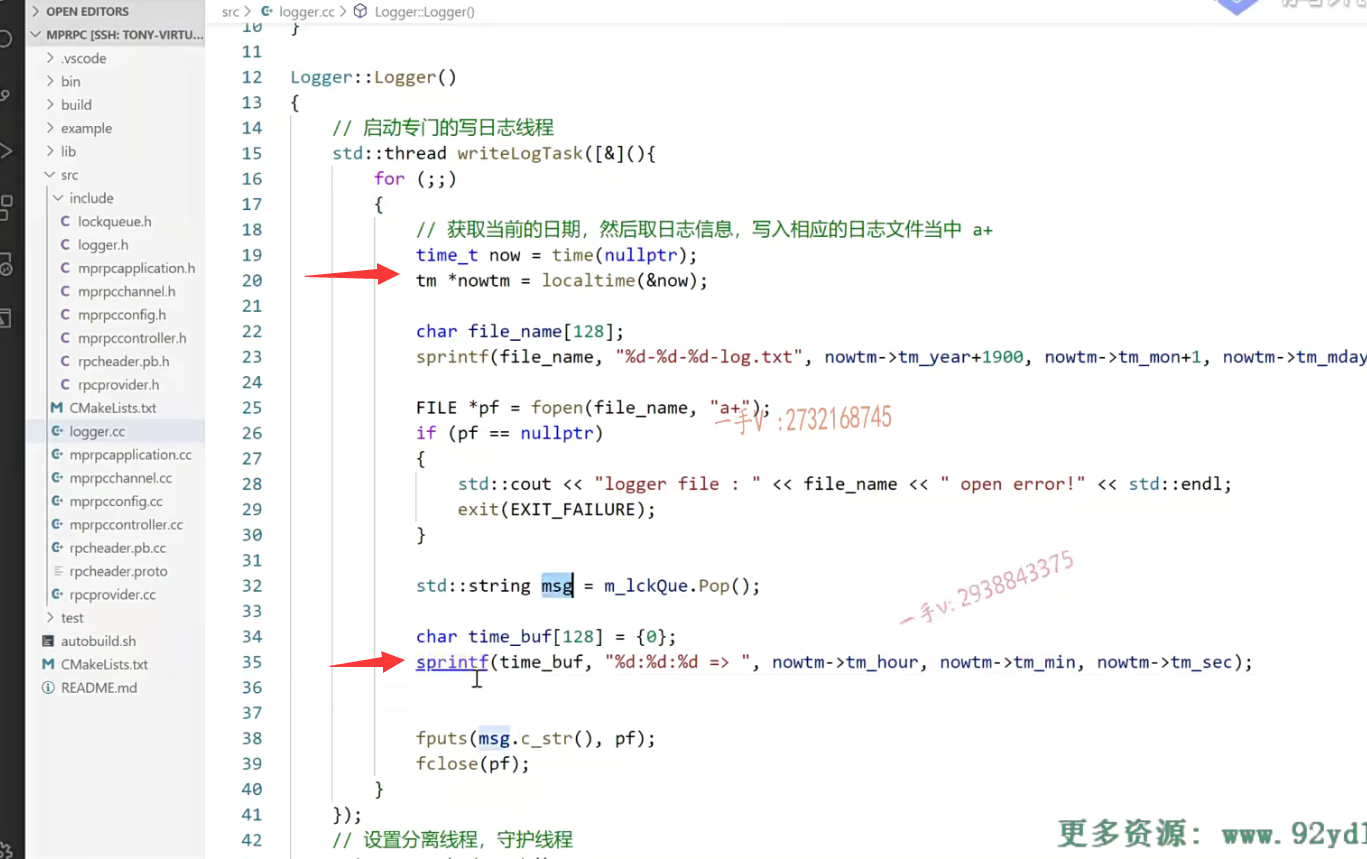 OPEN EDITORS
MPRPC [SSH: TONY-VIRTU...
.vscode
bin
build
example
lib
src
include
lockqueue.h
logger.h
mprpcapplication.h
mprpcchannel.h
mprpcconfig.h
mprpccontroller.h
rpcheader.pb.h
rpcprovider.h
CMakeLists.txt
logger.cc
mprpcapplication.cc
mprpcchannel.cc
mprpcconfig.cc
mprpccontroller.cc
rpcheader.pb.cc
rpcheader.proto
rpcprovider.cc
test
autobuild.sh
CMakeLists.txt
README.md
src > logger.cc > Logger::Logger()
10 }
11
12 Logger::Logger()
13 {
14 // 启动专门的写日志线程
15 std::thread writeLogTask([&](){
16 for (;;)
17 {
18 // 获取当前的日期，然后取日志信息，写入相应的日志文件当中 a+
19 time_t now = time(nullptr);
20 tm *nowtm = localtime(&now);
21
22 char file_name[128];
23 sprintf(file_name, "%d-%d-%d-log.txt", nowtm->tm_year+1900, nowtm->tm_mon+1, nowtm->tm_mday
24
25 FILE *pf = fopen(file_name, "a+");
一手V :2732168745
26 if (pf == nullptr)
27 {
28 std::cout << "logger file : " << file_name << " open error!" << std::endl;
29 exit(EXIT_FAILURE);
30 }
31
32 std::string msg = m_lckQue.Pop();
一手v: 2938843375
33
34 char time_buf[128] = {0};
35 sprintf(time_buf, "%d:%d:%d => ", nowtm->tm_hour, nowtm->tm_min, nowtm->tm_sec);
36
37
38 fputs(msg.c_str(), pf);
39 fclose(pf);
40 }
41 });
42 // 设置分离线程，守护线程
更多资源: www.92yd